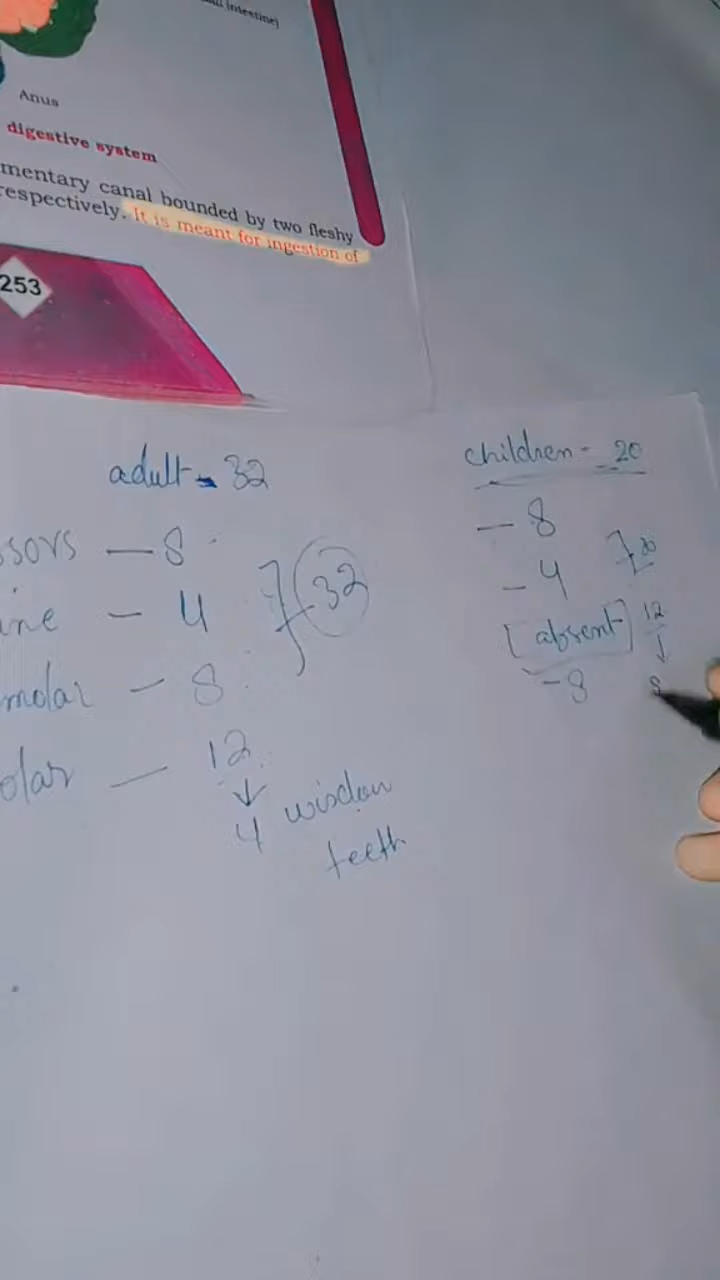 intestine)
Anus
digestive system
mentary canal bounded by two fleshy
respectively. It is meant for ingestion of
253
adult - 32
ssors — 8
ine - 4
molar - 8
olar — 12
32
↓
4 wisdom
teeth
children - 20
- 8
- 4
20
[absent]
- 8
12
↓
8